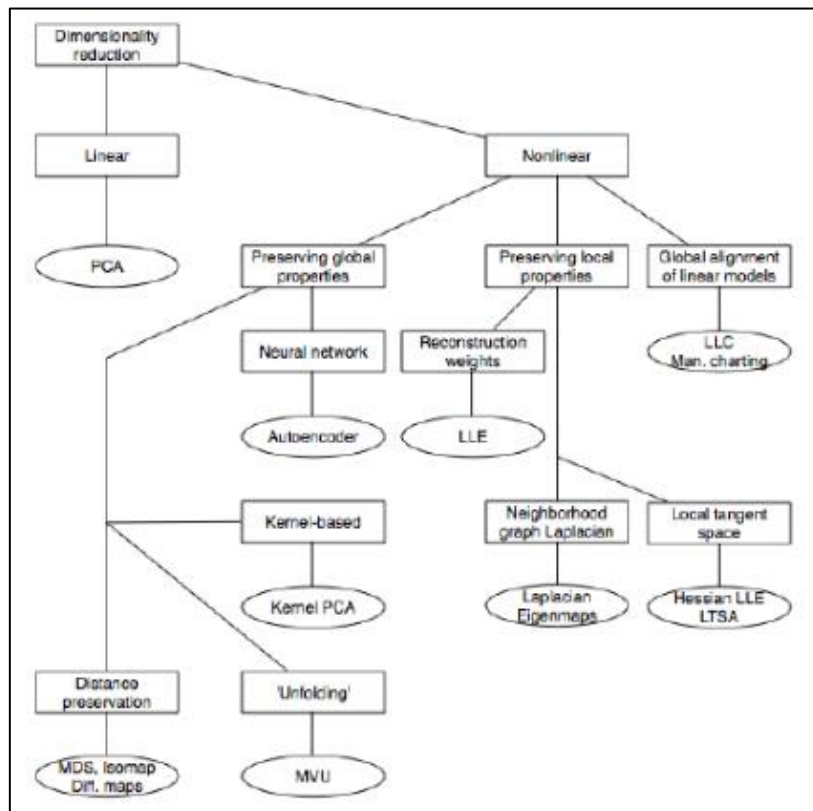 Dimensionality
reduction
Linear
Nonlinear
PCA
Preserving global
properties
Preserving local
properties
Global alignment
of linear models
Neural network
Reconstruction
weights
LLC
Man. charting
Autoencoder
LLE
Kernel-based
Neighborhood
graph Laplacian
Local tangent
space
Kernel PCA
Laplacian
Eigenmaps
Hessian LLE
LTSA
Distance
preservation
'Unfolding'
MDS, Isomap
Diff. maps
MVU